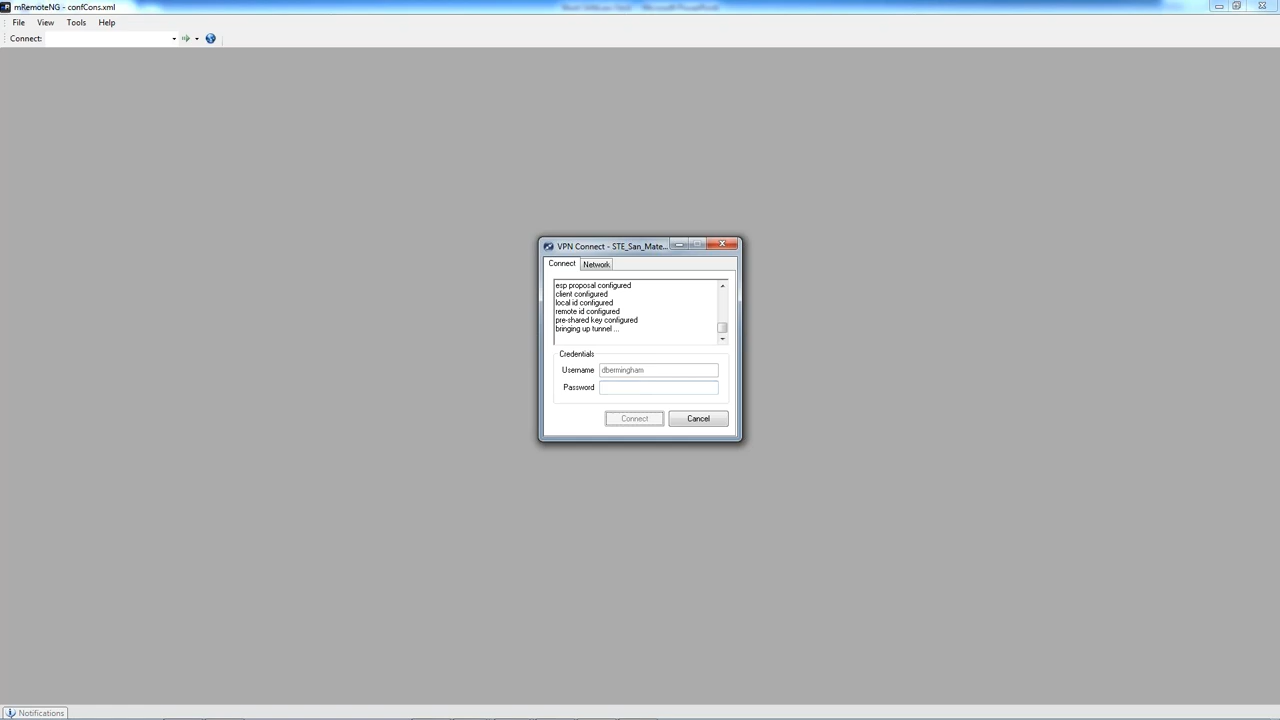 mRemoteNG - confCons.xml
File View Tools Help
Connect:
VPN Connect - STE_San_Mate...
Connect Network
esp proposal configured
client configured
local id configured
remote id configured
pre-shared key configured
bringing up tunnel ...
Credentials
Username dbermingham
Password
Connect Cancel
Notifications